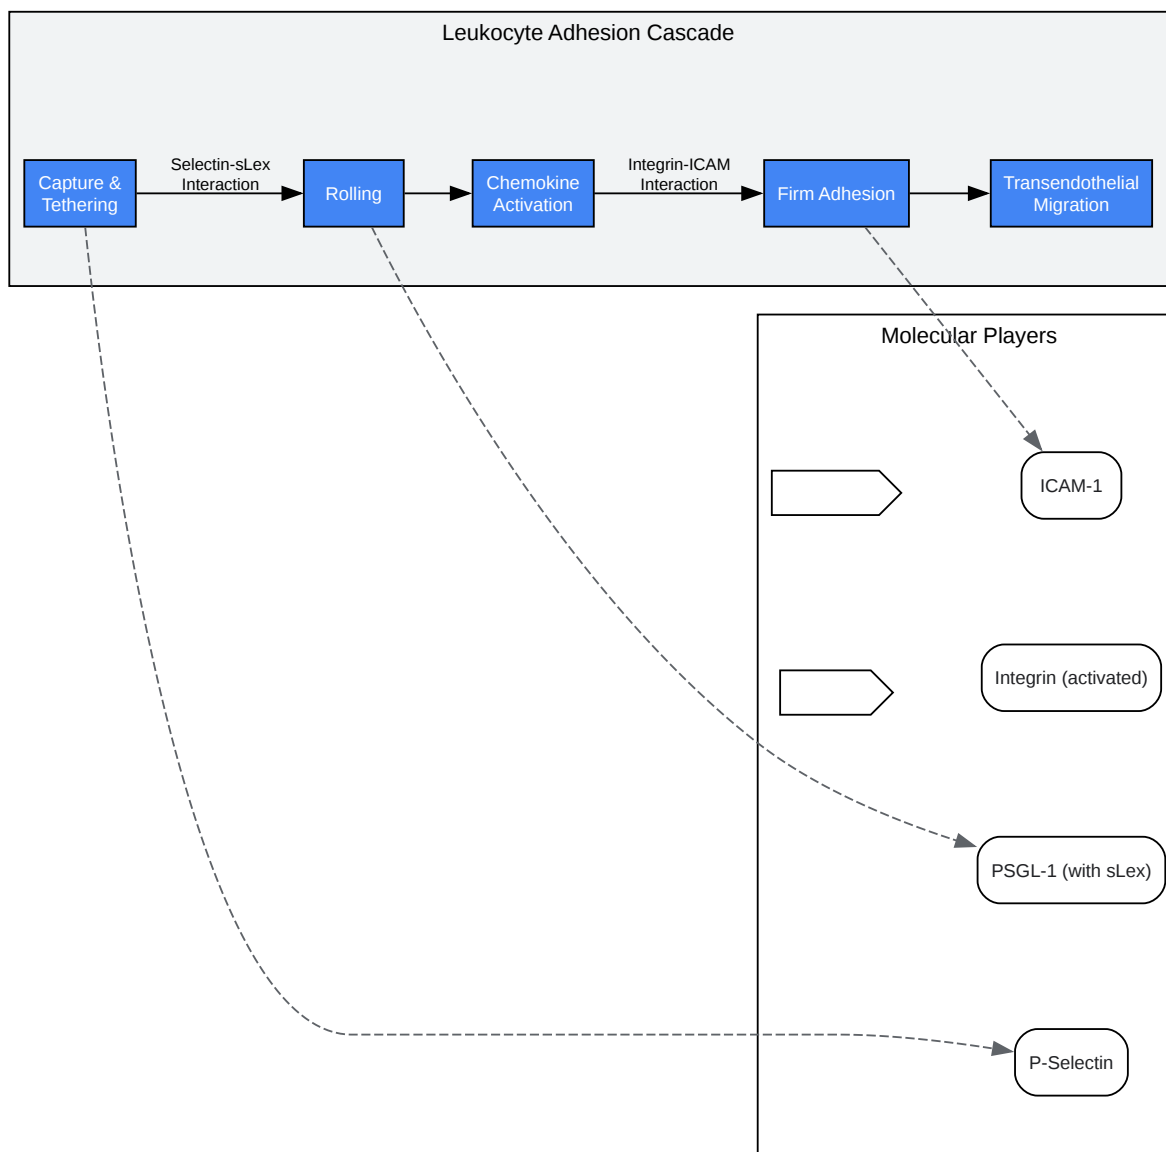 Leukocyte Adhesion Cascade
Capture &
Tethering
Selectin-sLex
Interaction
Rolling
Chemokine
Activation
Integrin-ICAM
Interaction
Firm Adhesion
Transendothelial
Migration
Molecular Players
ICAM-1
Integrin (activated)
PSGL-1 (with sLex)
P-Selectin